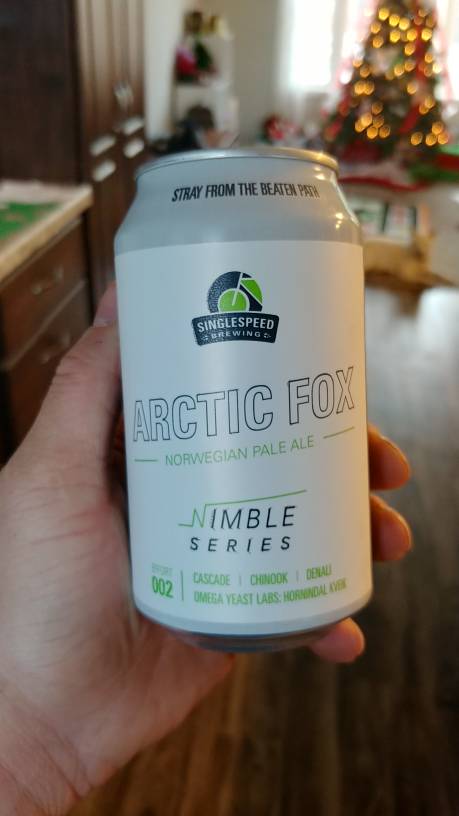 STRAY FROM THE BEATEN PATH
SINGLESPEED
BREWING
ARCTIC FOX
NORWEGIAN PALE ALE
NIMBLE
SERIES
EFFORT
002
CASCADE | CHINOOK | DENALI
OMEGA YEAST LABS: HORNINDAL KVEIK